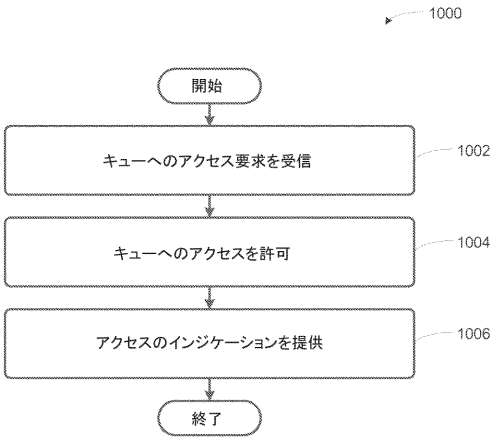 1000
開始
キューへのアクセス要求を受信
1002
キューへのアクセスを許可
1004
アクセスのインジケーションを提供
1006
終了